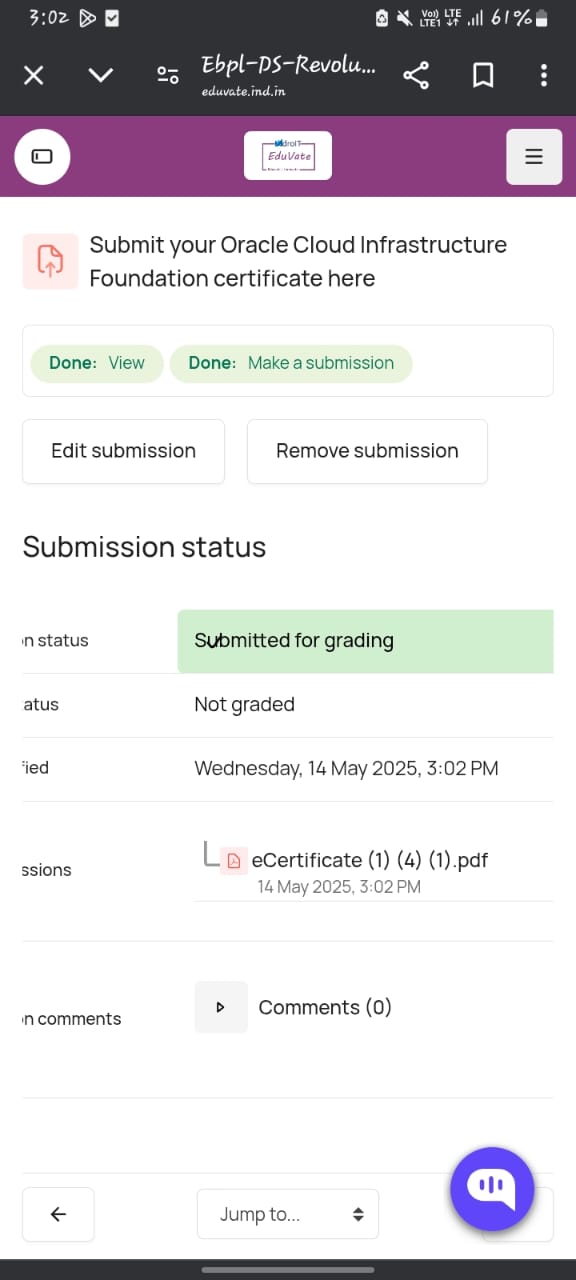 3:02
Vo) LTE
LTE1
61%
Ebpl-DS-Revolu...
eduvate.ind.in
EduVate
Submit your Oracle Cloud Infrastructure
Foundation certificate here
Done: View
Done: Make a submission
Edit submission
Remove submission
Submission status
n status
Submitted for grading
atus
Not graded
ied
Wednesday, 14 May 2025, 3:02 PM
ssions
eCertificate (1) (4) (1).pdf
14 May 2025, 3:02 PM
n comments
Comments (0)
Jump to...